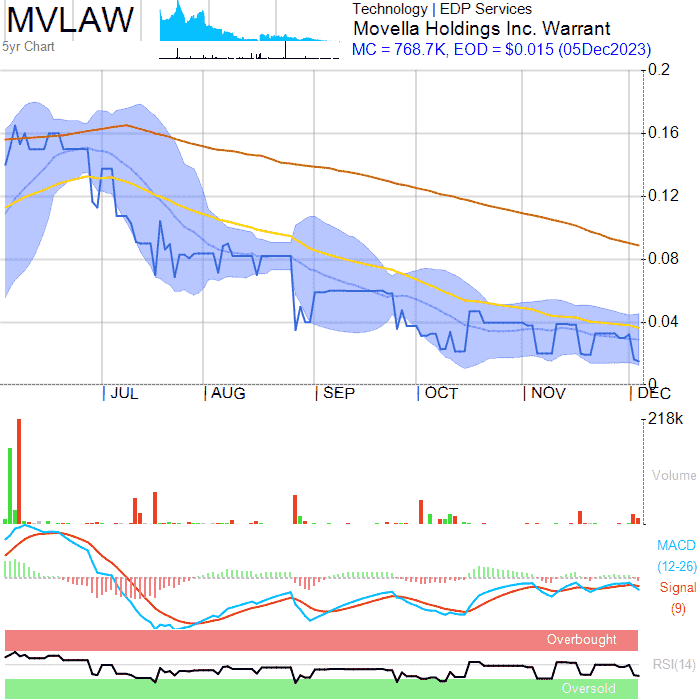 MVLAW
5yr Chart
Technology | EDP Services
Movella Holdings Inc. Warrant
MC = 768.7K, EOD = $0.015 (05Dec2023)
0.2
0.16
0.12
0.08
0.04
0
JUL
AUG
SEP
OCT
NOV
DEC
218k
Volume
MACD
(12-26)
Signal
(9)
Overbought
RSI(14)
Oversold